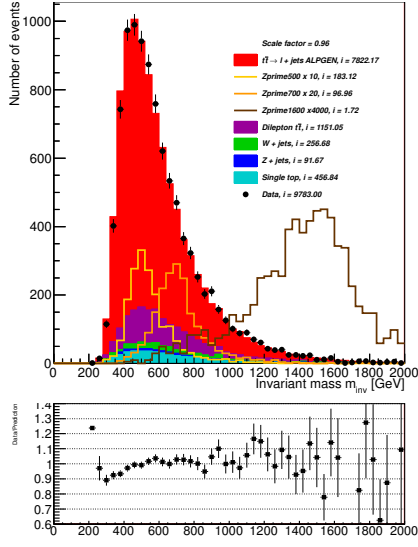 Number of events
1000
800
600
400
200
0
Scale factor = 0.96
tt̄ → l + jets ALPGEN, i = 7822.17
Zprime500 x 10, i = 183.12
Zprime700 x 20, i = 96.96
Zprime1600 x4000, i = 1.72
Dilepton tt̄, i = 1151.05
W + jets, i = 256.68
Z + jets, i = 91.67
Single top, i = 456.84
Data, i = 9783.00
0 200 400 600 800 1000 1200 1400 1600 1800 2000
Invariant mass m_inv [GeV]
Data/Prediction
1.4
1.3
1.2
1.1
1
0.9
0.8
0.7
0.6
0 200 400 600 800 1000 1200 1400 1600 1800 2000